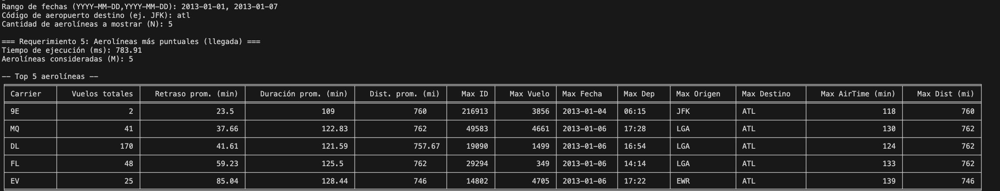 Rango de fechas (YYYY-MM-DD,YYYY-MM-DD): 2013-01-01, 2013-01-07
Código de aeropuerto destino (ej. JFK): atl
Cantidad de aerolíneas a mostrar (N): 5
=== Requerimiento 5: Aerolíneas más puntuales (llegada) ===
Tiempo de ejecución (ms): 783.91
Aerolíneas consideradas (M): 5
-- Top 5 aerolíneas --
Carrier Vuelos totales Retraso prom. (min) Duración prom. (min) Dist. prom. (mi) Max ID Max Vuelo Max Fecha Max Dep Max Origen Max Destino Max AirTime (min) Max Dist (mi)
9E 2 23.5 109 760 216913 3856 2013-01-04 06:15 JFK ATL 118 760
MQ 41 37.66 122.83 762 49583 4661 2013-01-06 17:28 LGA ATL 130 762
DL 170 41.61 121.59 757.67 19090 1499 2013-01-06 16:54 LGA ATL 124 762
FL 48 59.23 125.5 762 29294 349 2013-01-06 14:14 LGA ATL 133 762
EV 25 85.04 128.44 746 14802 4705 2013-01-06 17:22 EWR ATL 139 746